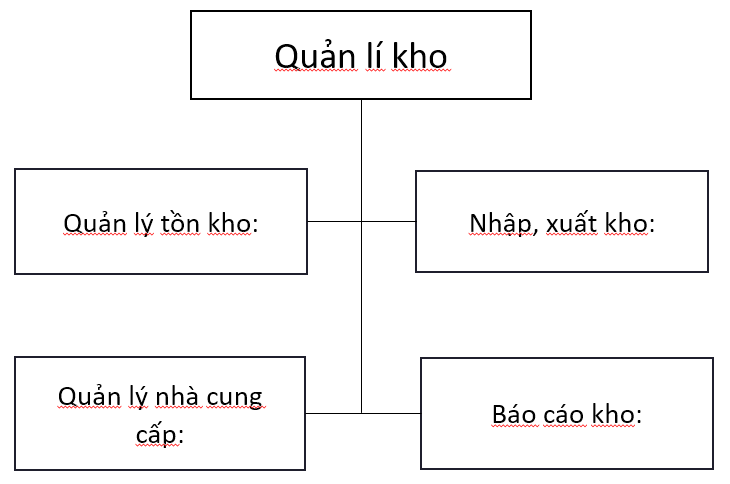 Quản lí kho
Quản lý tồn kho:
Nhập, xuất kho:
Quản lý nhà cung
cấp:
Báo cáo kho: